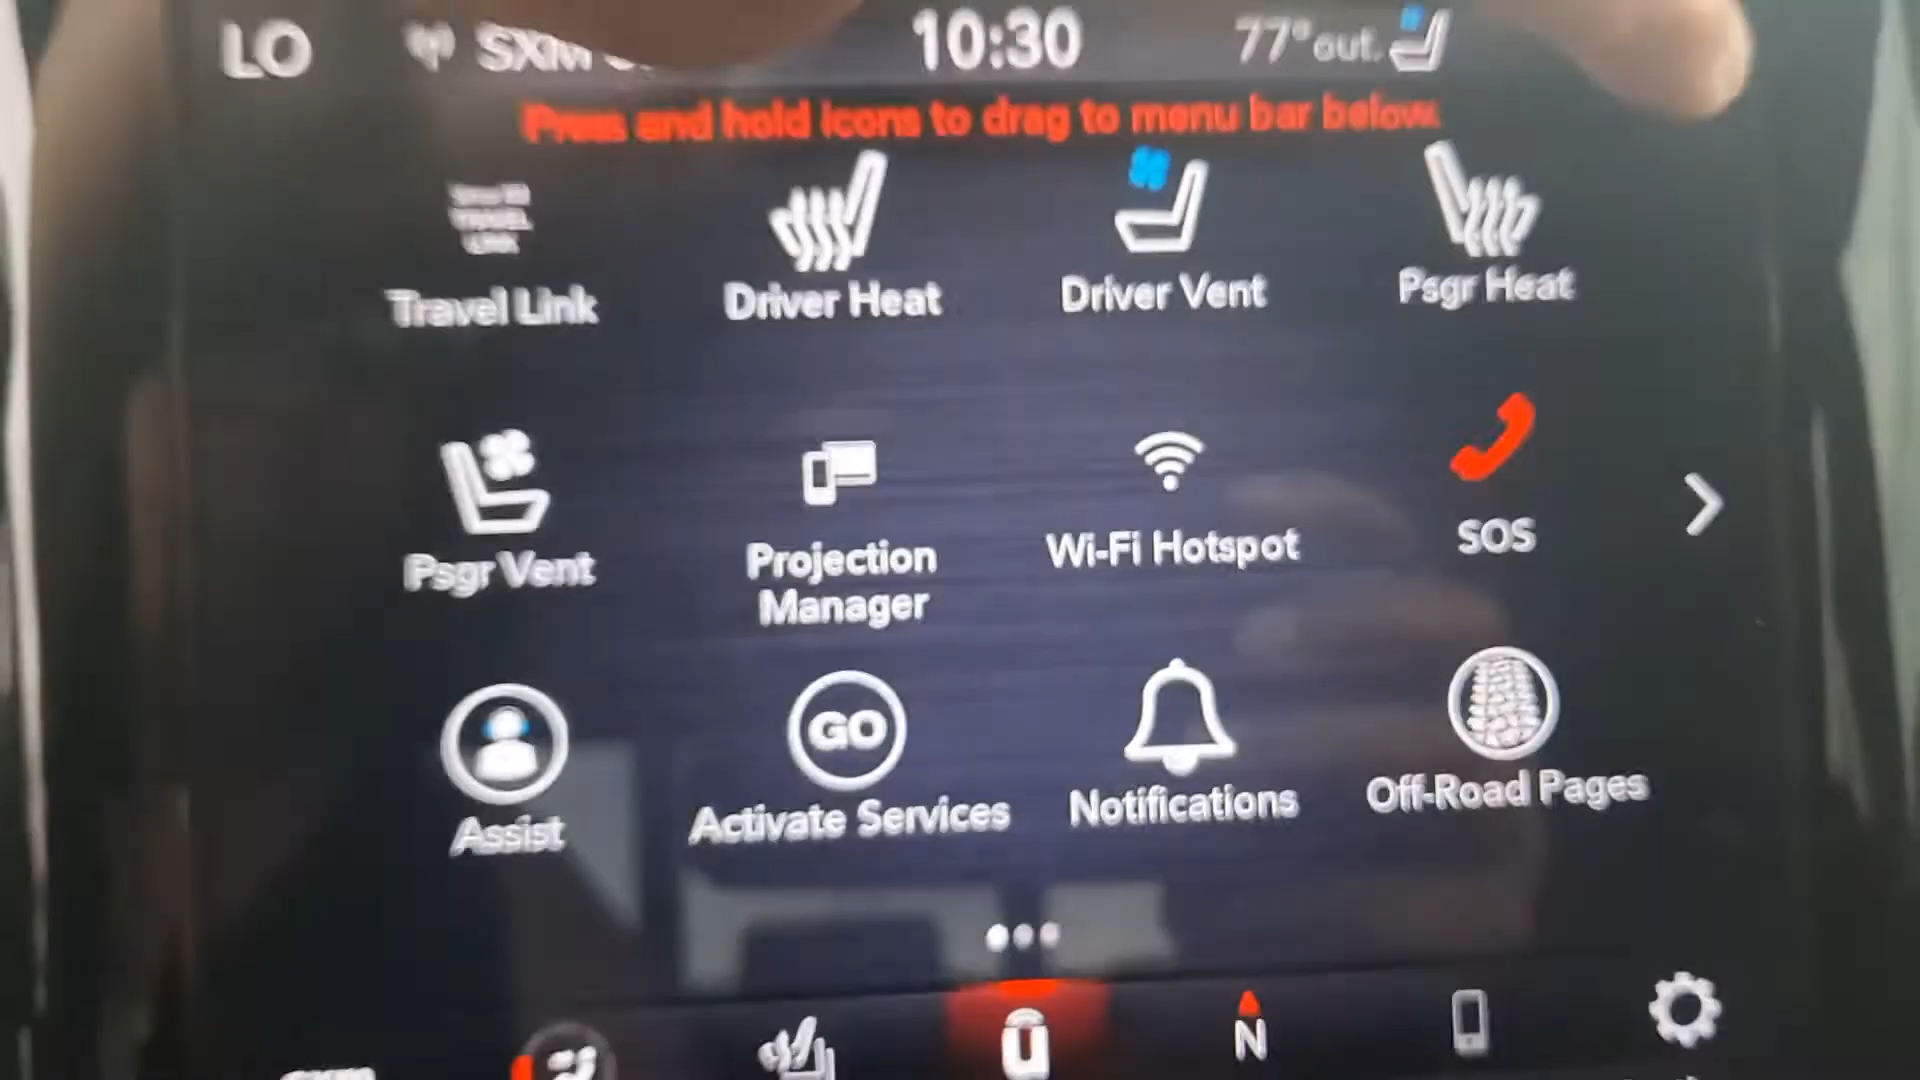 LO SXM 10:30 77° out.
Press and hold icons to drag to menu bar below.
TRAVEL
LINK
Travel Link
Driver Heat
Driver Vent
Psgr Heat
Psgr Vent
Projection
Manager
Wi-Fi Hotspot
SOS
Assist
GO
Activate Services
Notifications
Off-Road Pages
N